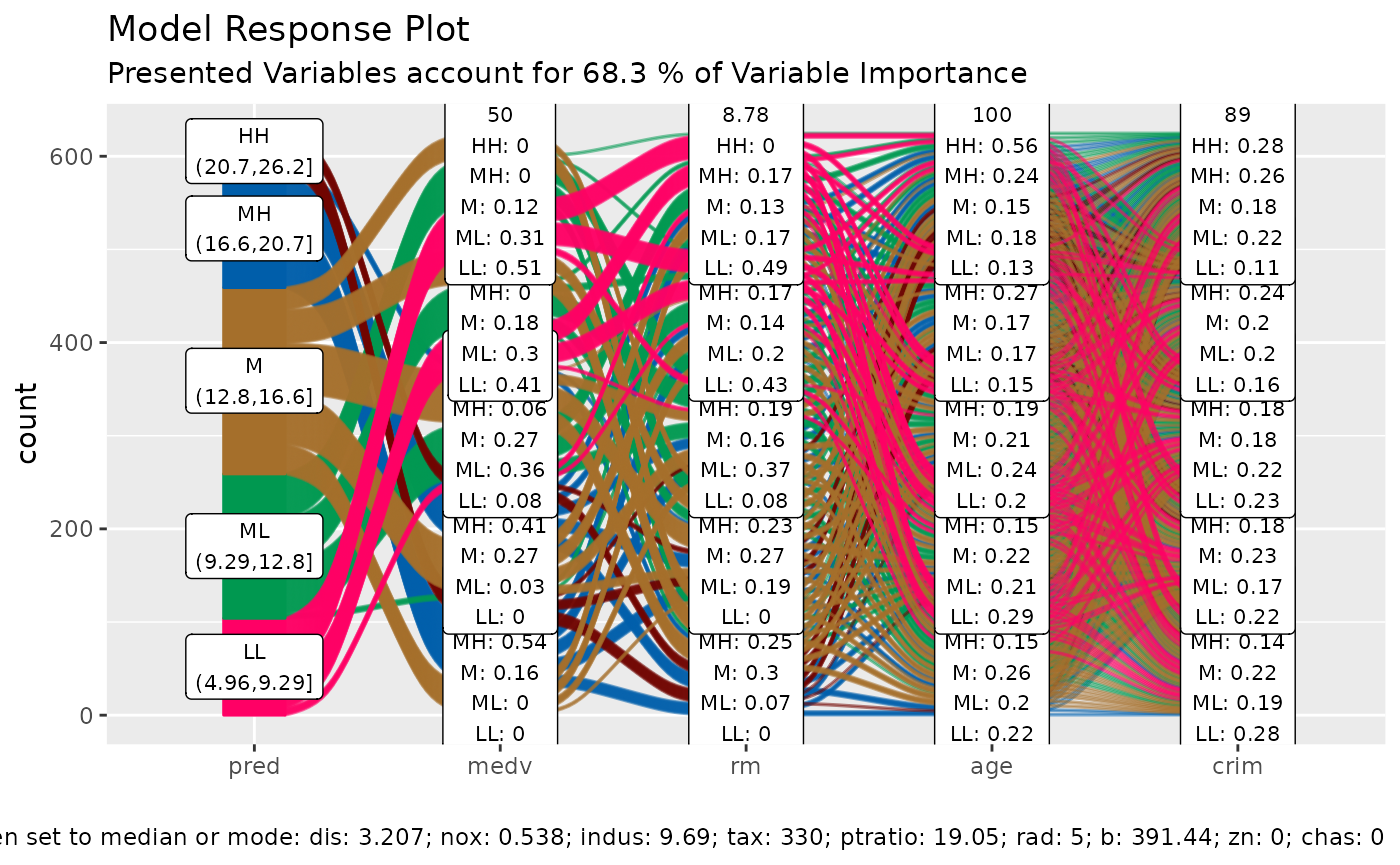 Model Response Plot
Presented Variables account for 68.3 % of Variable Importance
count
600
400
200
0
HH
(20.7,26.2]
MH
(16.6,20.7]
M
(12.8,16.6]
ML
(9.29,12.8]
LL
(4.96,9.29]
50
HH: 0
MH: 0
M: 0.12
ML: 0.31
LL: 0.51
MH: 0
M: 0.18
ML: 0.3
LL: 0.41
MH: 0.06
M: 0.27
ML: 0.36
LL: 0.08
MH: 0.41
M: 0.27
ML: 0.03
LL: 0
MH: 0.54
M: 0.16
ML: 0
LL: 0
8.78
HH: 0
MH: 0.17
M: 0.13
ML: 0.17
LL: 0.49
MH: 0.17
M: 0.14
ML: 0.2
LL: 0.43
MH: 0.19
M: 0.16
ML: 0.37
LL: 0.08
MH: 0.23
M: 0.27
ML: 0.19
LL: 0
MH: 0.25
M: 0.3
ML: 0.07
LL: 0
100
HH: 0.56
MH: 0.24
M: 0.15
ML: 0.18
LL: 0.13
MH: 0.27
M: 0.17
ML: 0.17
LL: 0.15
MH: 0.19
M: 0.21
ML: 0.24
LL: 0.2
MH: 0.15
M: 0.22
ML: 0.21
LL: 0.29
MH: 0.15
M: 0.26
ML: 0.2
LL: 0.22
89
HH: 0.28
MH: 0.26
M: 0.18
ML: 0.22
LL: 0.11
MH: 0.24
M: 0.2
ML: 0.2
LL: 0.16
MH: 0.18
M: 0.18
ML: 0.22
LL: 0.23
MH: 0.18
M: 0.23
ML: 0.17
LL: 0.22
MH: 0.14
M: 0.22
ML: 0.19
LL: 0.28
pred
medv
rm
age
crim
en set to median or mode: dis: 3.207; nox: 0.538; indus: 9.69; tax: 330; ptratio: 19.05; rad: 5; b: 391.44; zn: 0; chas: 0